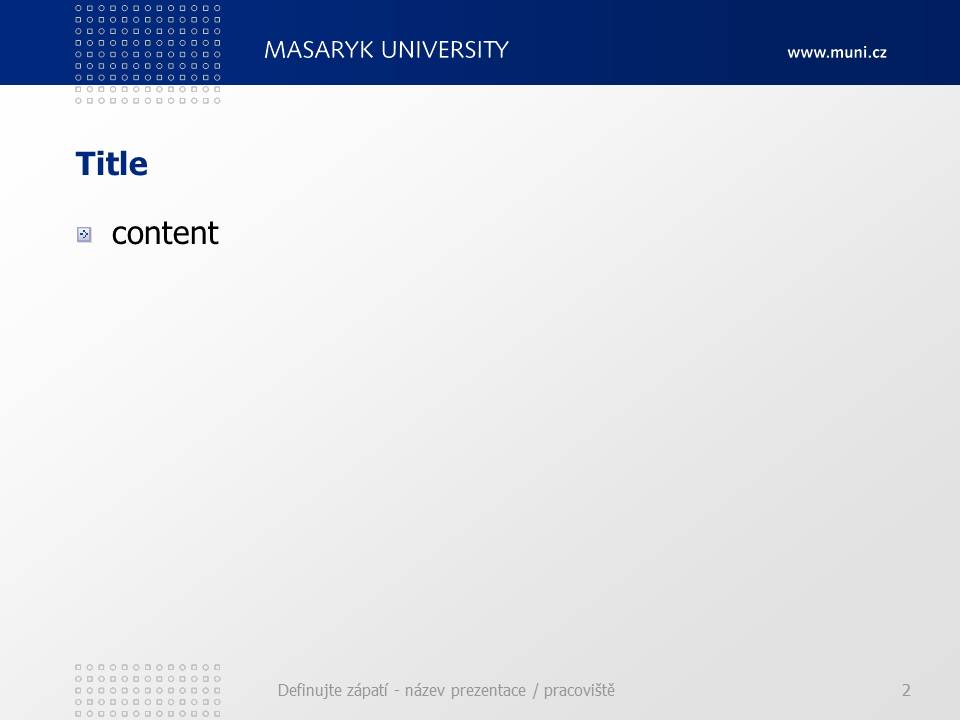 MASARYK UNIVERSITY
www.muni.cz
Title
content
Definujte zápatí - název prezentace / pracoviště
2